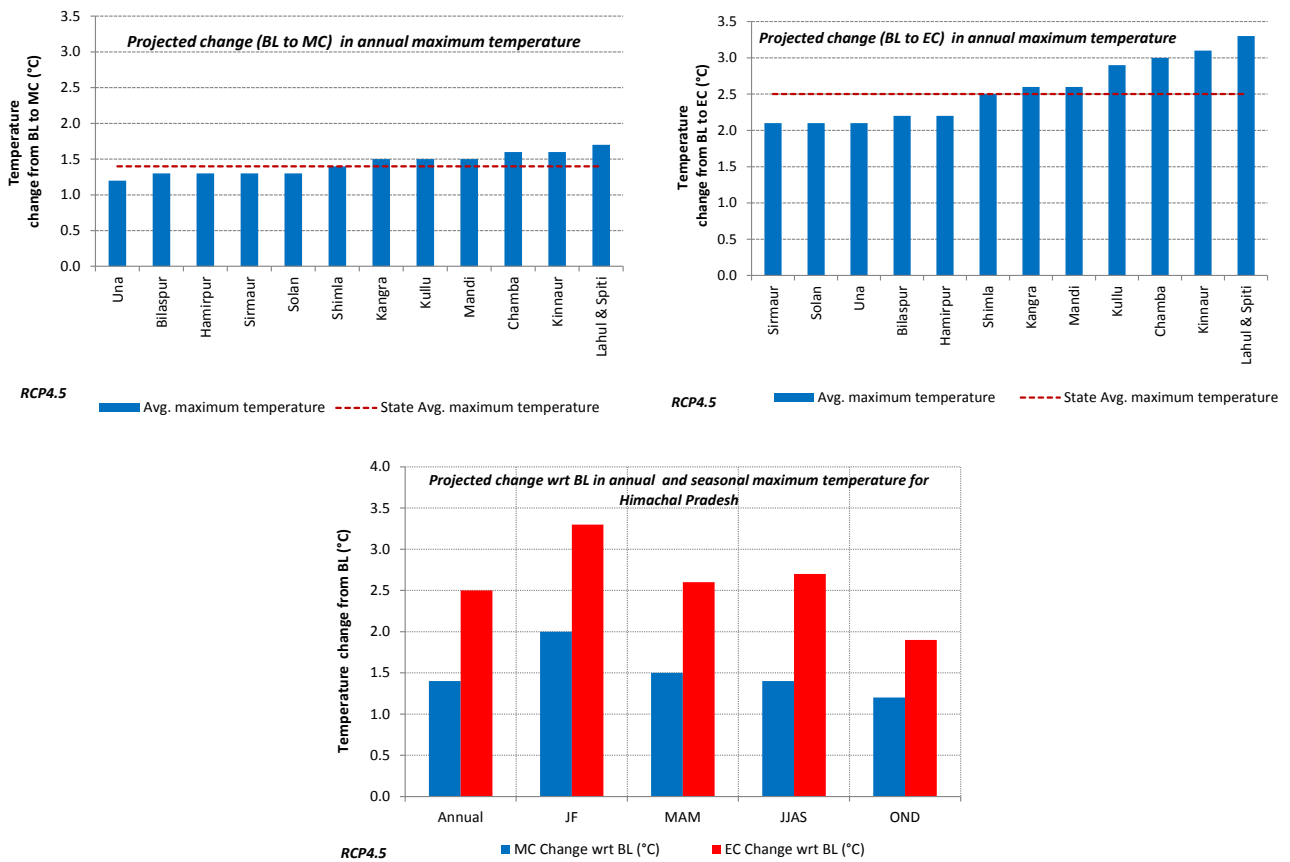 Projected change (BL to MC)  in annual maximum temperature
Temperature
change from BL to MC (°C)
3.5
3.0
2.5
2.0
1.5
1.0
0.5
0.0
Una
Bilaspur
Hamirpur
Sirmaur
Solan
Shimla
Kangra
Kullu
Mandi
Chamba
Kinnaur
Lahul & Spiti
RCP4.5
Avg. maximum temperature
State Avg. maximum temperature
Projected change (BL to EC)  in annual maximum temperature
Temperature
change from BL to EC (°C)
3.5
3.0
2.5
2.0
1.5
1.0
0.5
0.0
Sirmaur
Solan
Una
Bilaspur
Hamirpur
Shimla
Kangra
Mandi
Kullu
Chamba
Kinnaur
Lahul & Spiti
RCP4.5
Avg. maximum temperature
State Avg. maximum temperature
Projected change wrt BL in annual  and seasonal maximum temperature for
Himachal Pradesh
Temperature  change from BL (°C)
4.0
3.5
3.0
2.5
2.0
1.5
1.0
0.5
0.0
Annual
JF
MAM
JJAS
OND
RCP4.5
MC Change wrt BL (°C)
EC Change wrt BL (°C)